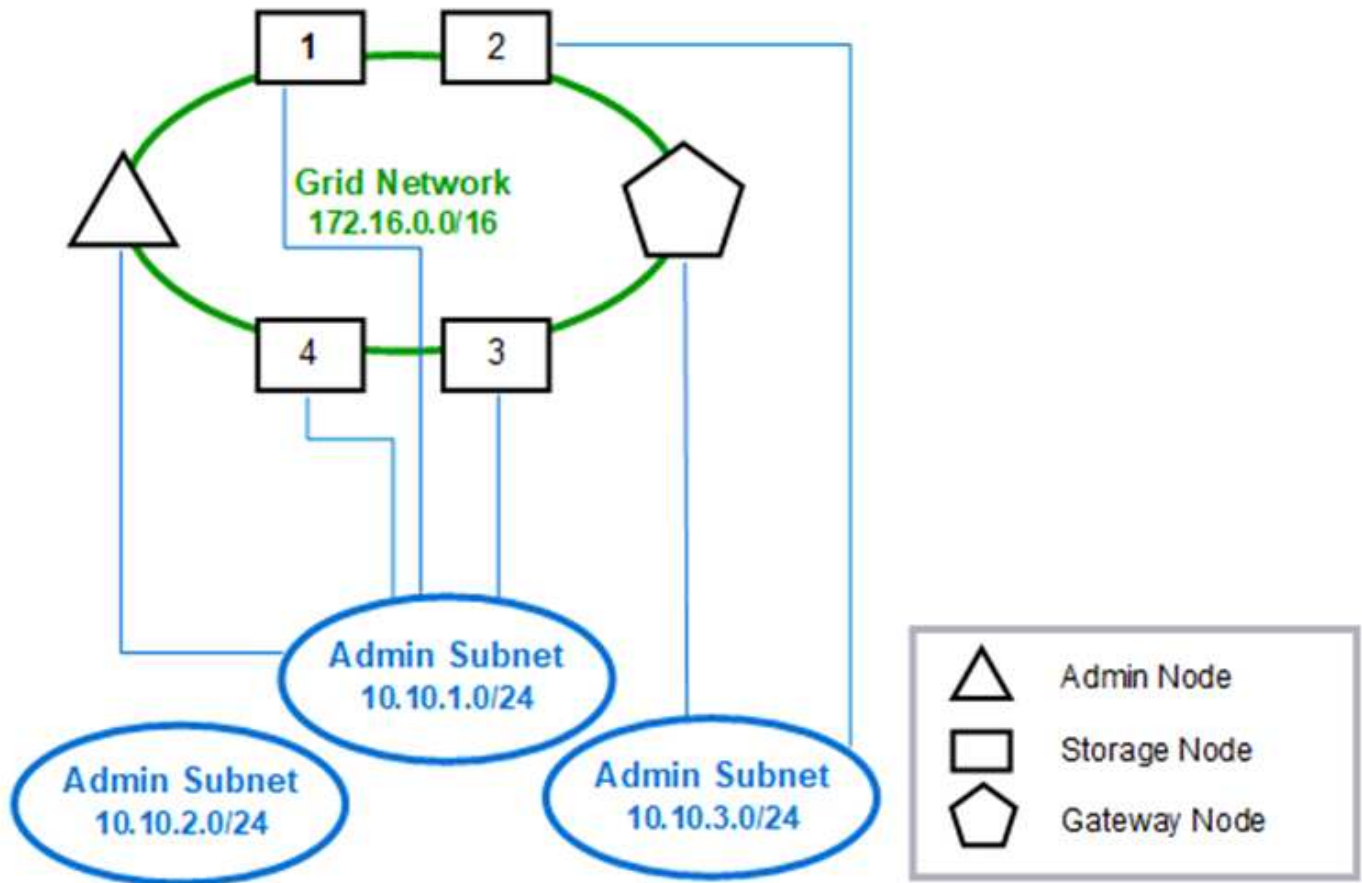 1
2
Grid Network
172.16.0.0/16
4
3
Admin Subnet
10.10.1.0/24
Admin Subnet
10.10.2.0/24
Admin Subnet
10.10.3.0/24
Admin Node
Storage Node
Gateway Node